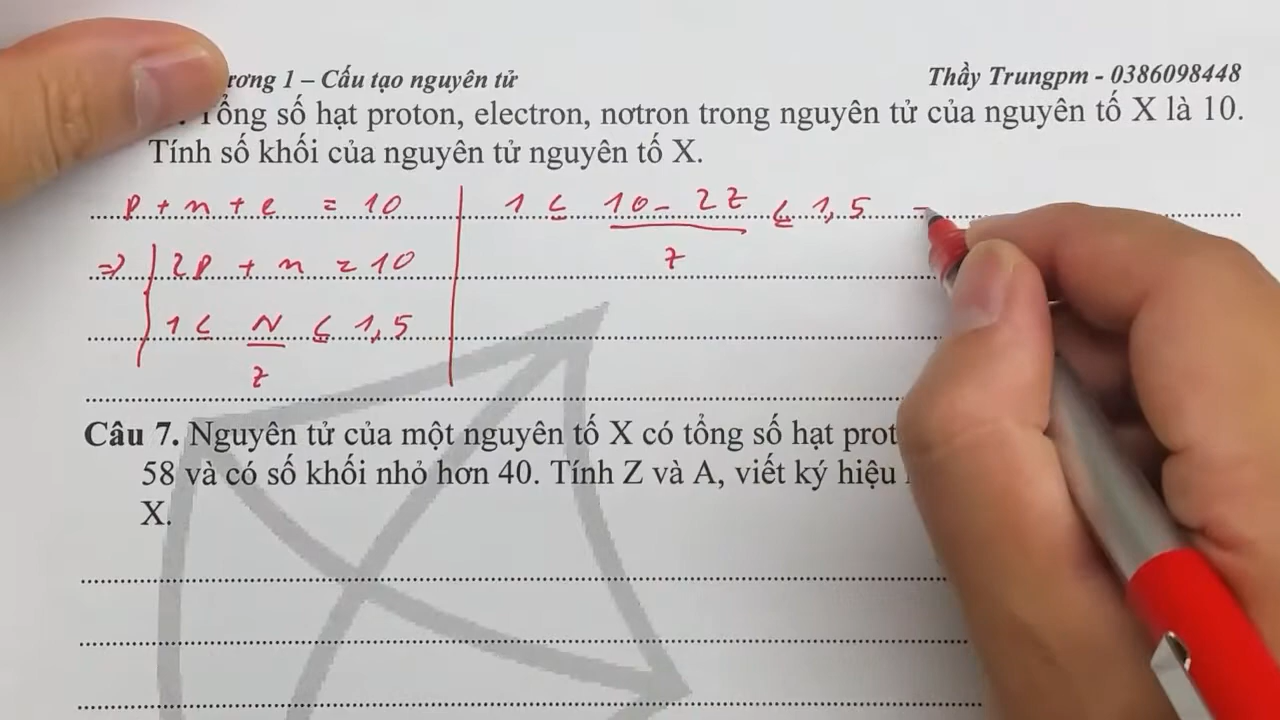 ương 1 – Cấu tạo nguyên tử Thầy Trungpm - 0386098448
Tổng số hạt proton, electron, nơtron trong nguyên tử của nguyên tố X là 10.
Tính số khối của nguyên tử nguyên tố X.
p + n + e = 10
=> 2p + n = 10
1 ≤ N/Z ≤ 1,5
1 ≤ (10 - 2Z)/Z ≤ 1,5
Câu 7. Nguyên tử của một nguyên tố X có tổng số hạt prot
58 và có số khối nhỏ hơn 40. Tính Z và A, viết ký hiệu
X.